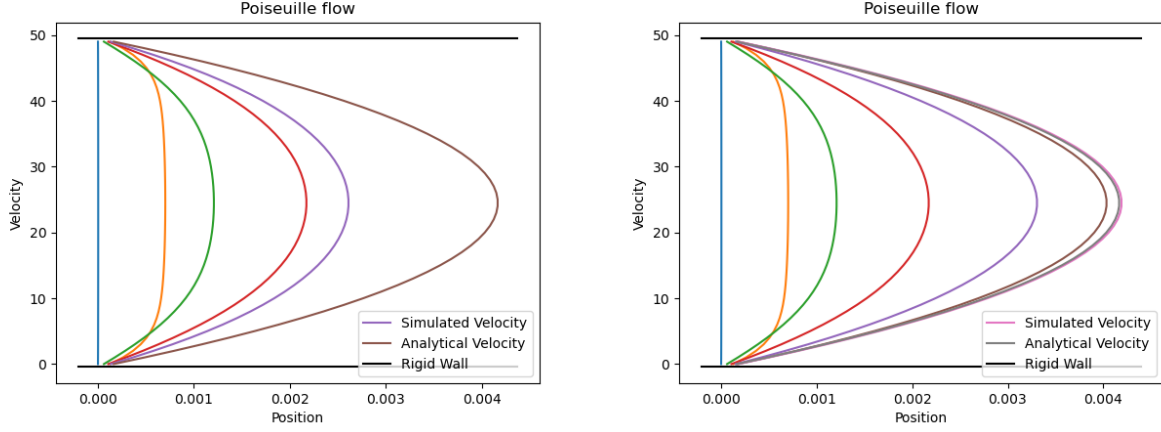 Poiseuille flow
50
40
30
20
10
0
Velocity
Simulated Velocity
Analytical Velocity
Rigid Wall
0.000 0.001 0.002 0.003 0.004
Position
Poiseuille flow
50
40
30
20
10
0
Velocity
Simulated Velocity
Analytical Velocity
Rigid Wall
0.000 0.001 0.002 0.003 0.004
Position